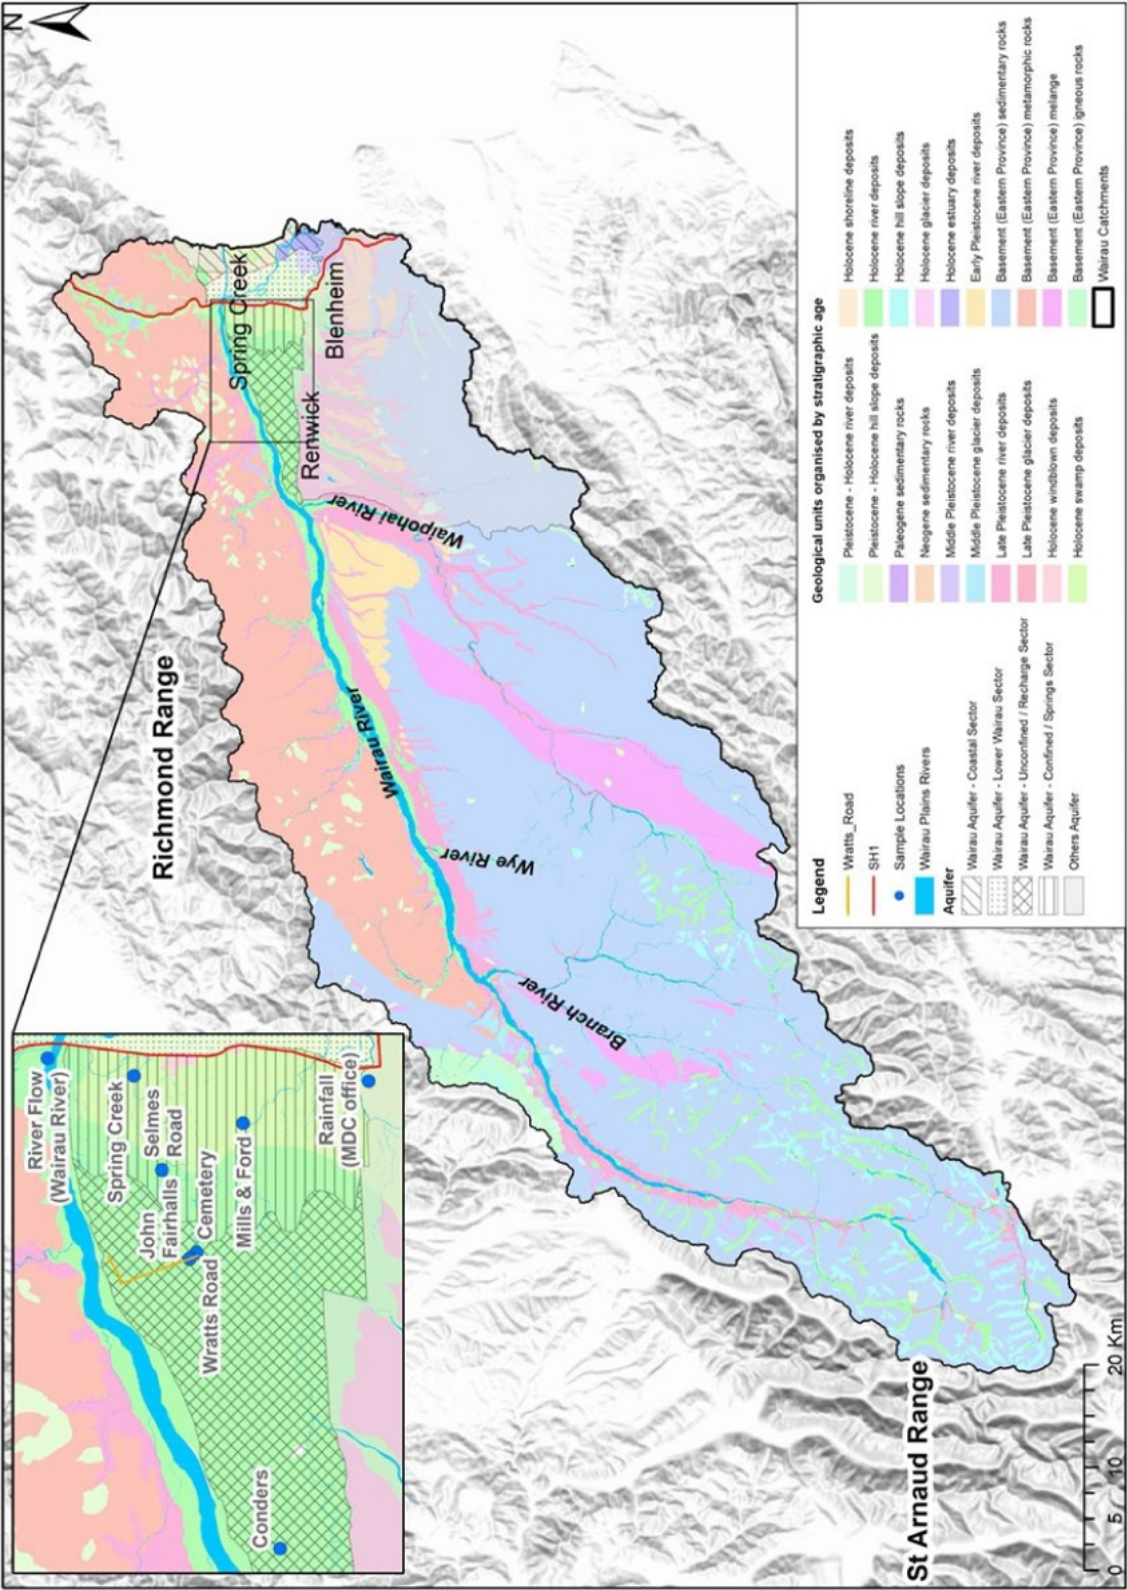 N
Richmond Range
Spring Creek
Blenheim
Renwick
Waipohai River
Wairau River
Wye River
Branch River
St Arnaud Range
0 5 10 20 Km
River Flow
(Wairau River)
Spring Creek
Selmes
Road
John
Fairhalls
Cemetery
Mills & Ford
Rainfall
(MDC office)
Wratts Road
Conders
Legend
Wratts_Road
SH1
Sample Locations
Wairau Plains Rivers
Aquifer
Wairau Aquifer - Coastal Sector
Wairau Aquifer - Lower Wairau Sector
Wairau Aquifer - Unconfined / Recharge Sector
Wairau Aquifer - Confined / Springs Sector
Others Aquifer
Geological units organised by stratigraphic age
Pleistocene - Holocene river deposits
Pleistocene - Holocene hill slope deposits
Paleogene sedimentary rocks
Neogene sedimentary rocks
Middle Pleistocene river deposits
Middle Pleistocene glacier deposits
Late Pleistocene river deposits
Late Pleistocene glacier deposits
Holocene windblown deposits
Holocene swamp deposits
Holocene shoreline deposits
Holocene river deposits
Holocene hill slope deposits
Holocene glacier deposits
Holocene estuary deposits
Early Pleistocene river deposits
Basement (Eastern Province) sedimentary rocks
Basement (Eastern Province) metamorphic rocks
Basement (Eastern Province) melange
Basement (Eastern Province) igneous rocks
Wairau Catchments